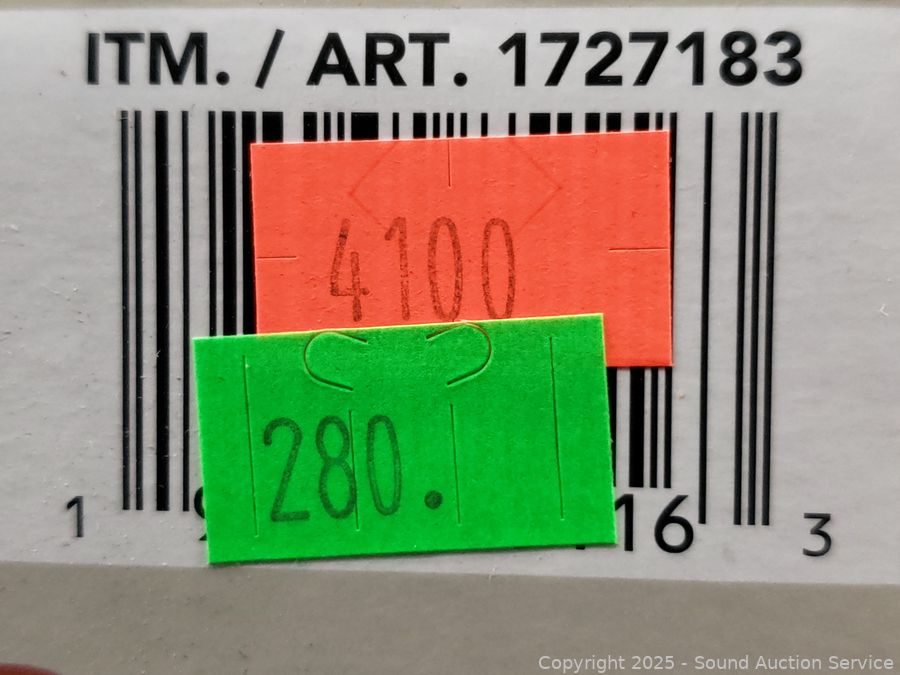 ITM. / ART. 1727183
4100
280.
1 16 3
Copyright 2025 - Sound Auction Service